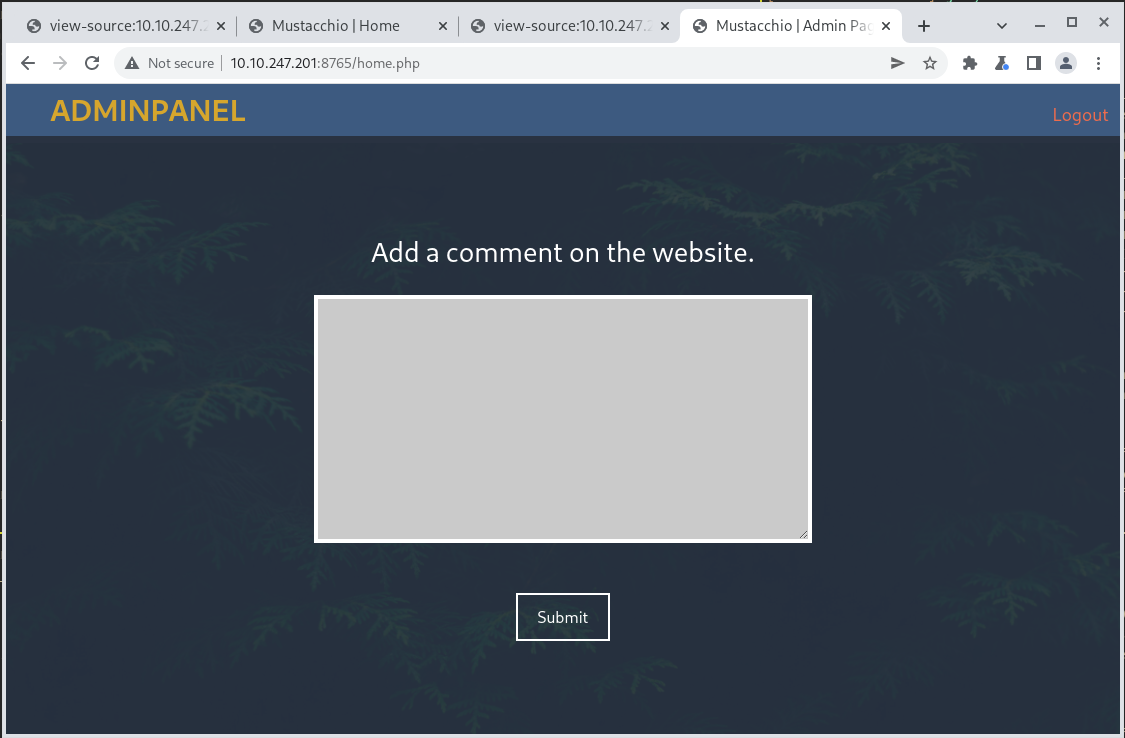 view-source:10.10.247.2
Mustacchio | Home
view-source:10.10.247.2
Mustacchio | Admin Pag
Not secure
10.10.247.201:8765/home.php
ADMINPANEL
Logout
Add a comment on the website.
Submit